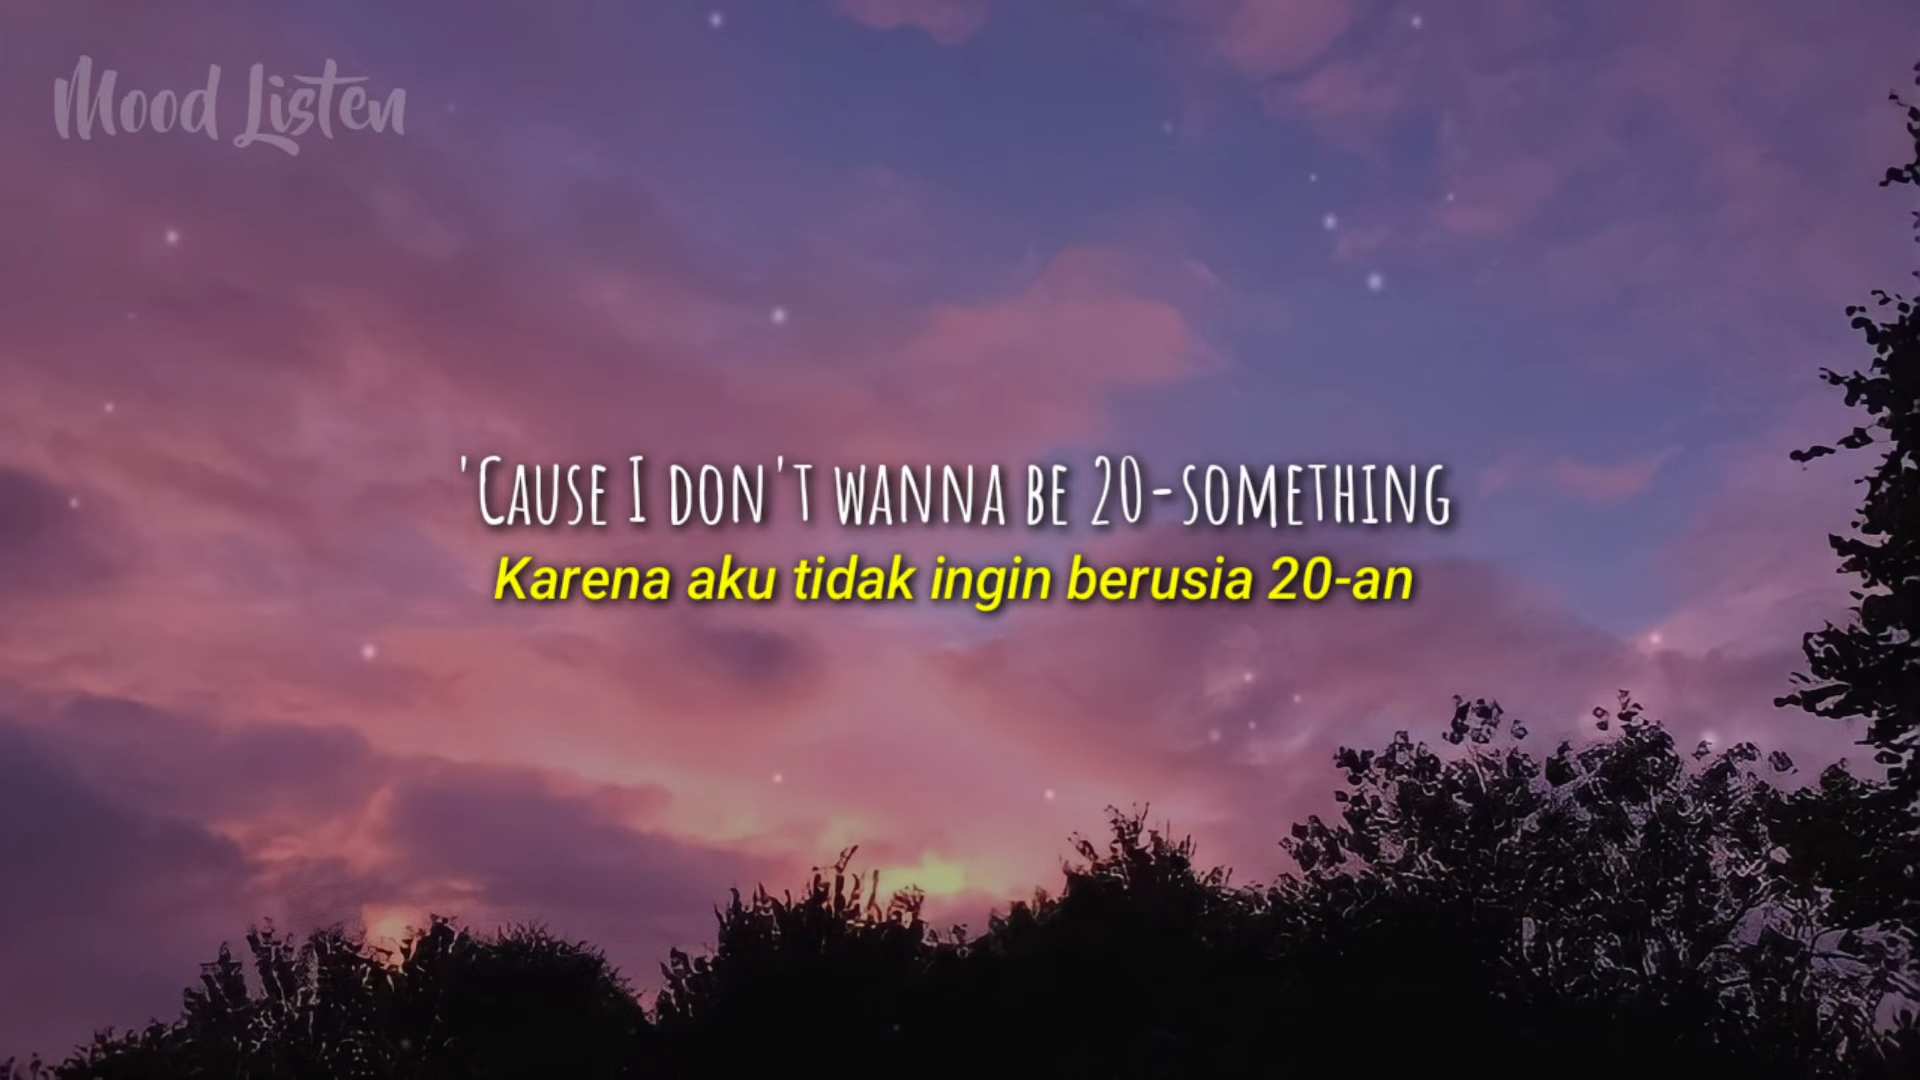 Mood Listen
'Cause I don't wanna be 20-something
Karena aku tidak ingin berusia 20-an